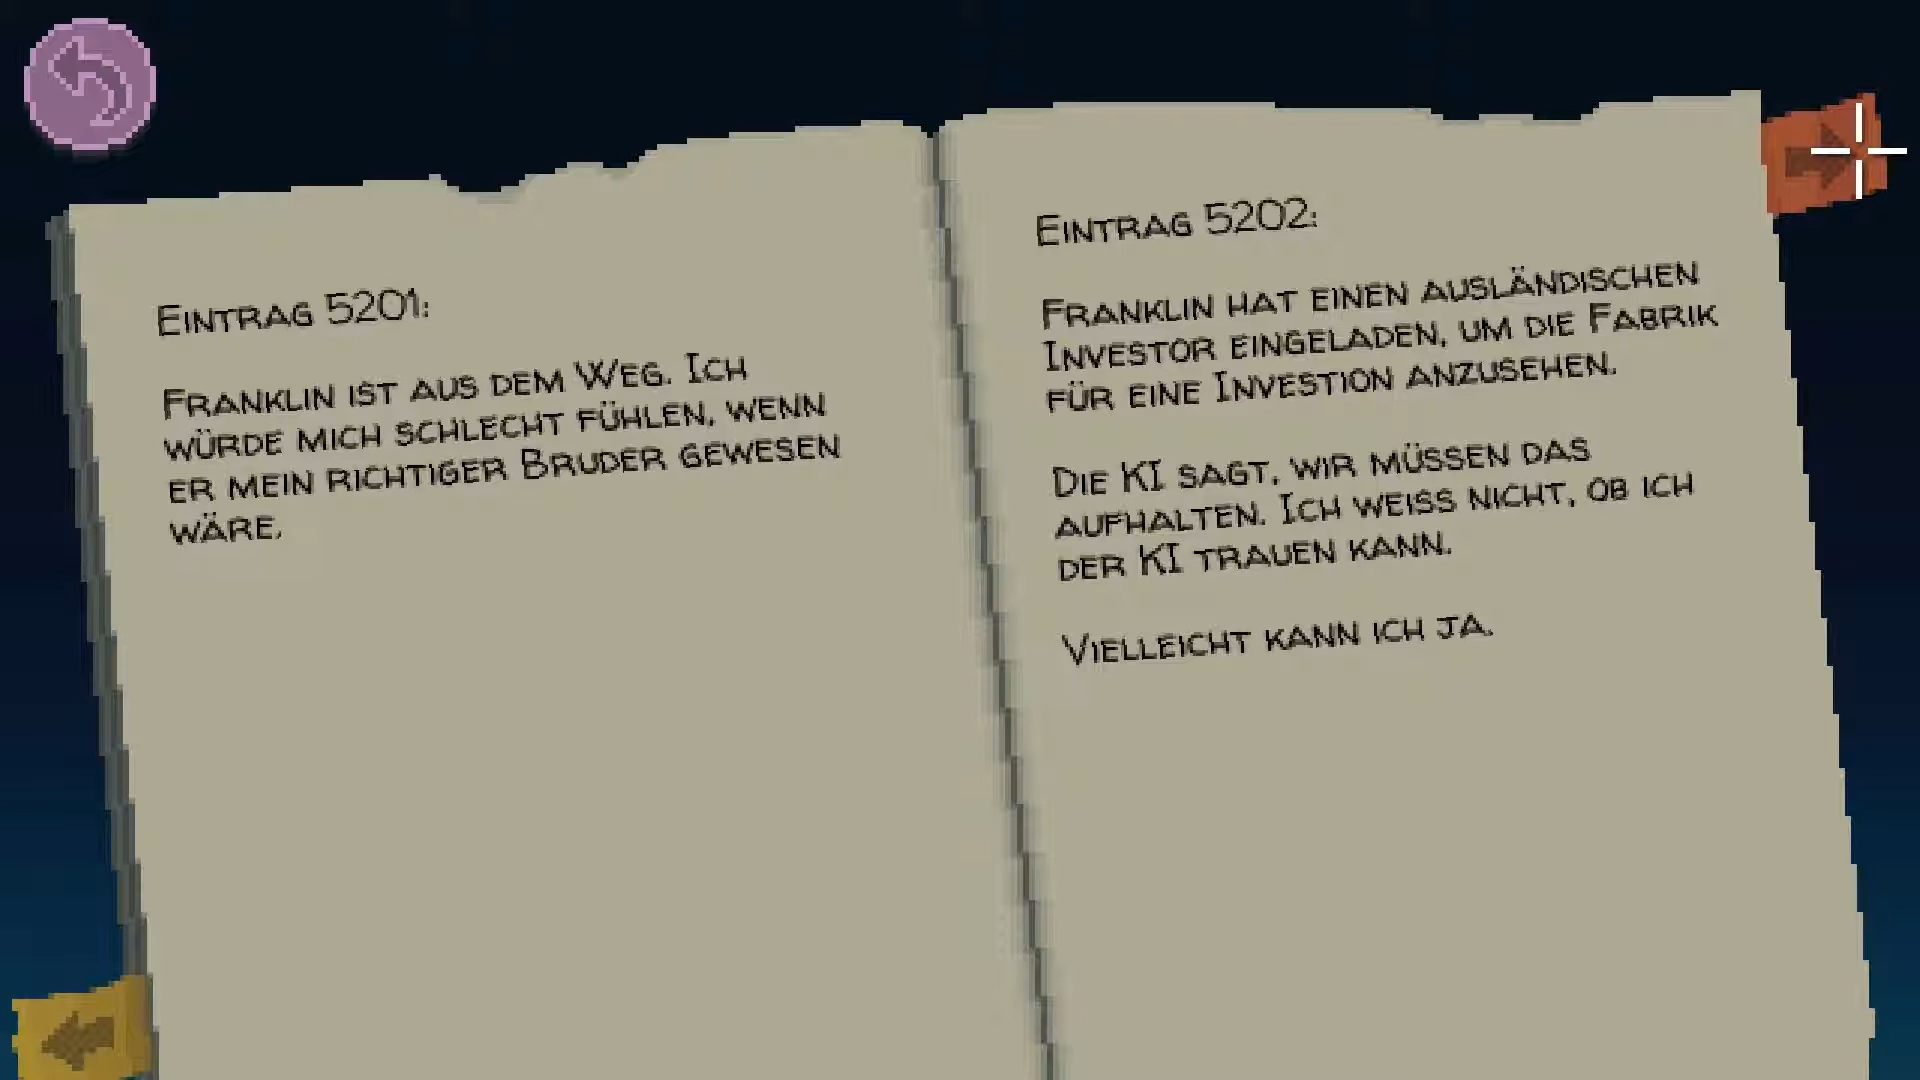 Eintrag 5201:
Franklin ist aus dem Weg. Ich
würde mich schlecht fühlen, wenn
er mein richtiger Bruder gewesen
wäre.
Eintrag 5202:
Franklin hat einen ausländischen
Investor eingeladen, um die Fabrik
für eine Investion anzusehen.
Die KI sagt, wir müssen das
aufhalten. Ich weiss nicht, ob ich
der KI trauen kann.
Vielleicht kann ich ja.